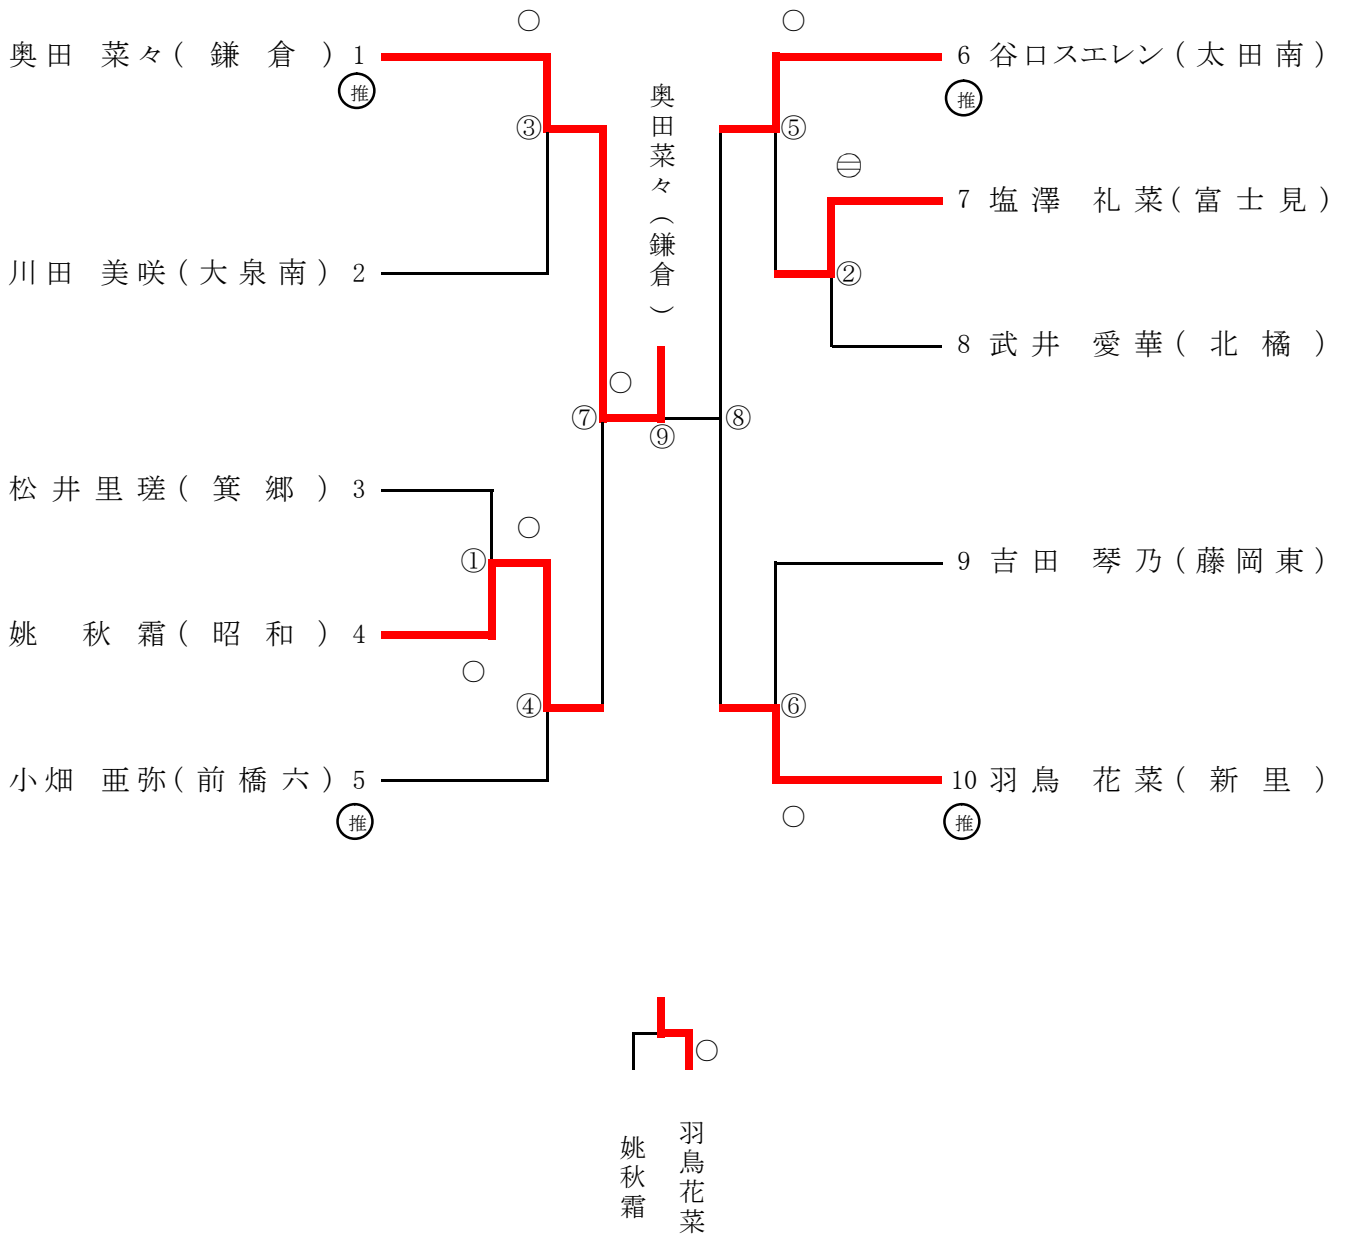 奥田 菜々(鎌倉) 1
推
川田 美咲(大泉南) 2
松井里瑳(箕郷) 3
姚 秋霜(昭和) 4
小畑 亜弥(前橋六) 5
推
○
③
①
○
○
④
⑦
○
⑨
奥田菜々(鎌倉)
⑧
○
⑤
㊂
②
⑥
○
6 谷口スエレン(太田南)
推
7 塩澤 礼菜(富士見)
8 武井 愛華(北橘)
9 吉田 琴乃(藤岡東)
10 羽鳥 花菜(新里)
推
○
姚秋霜
羽鳥花菜